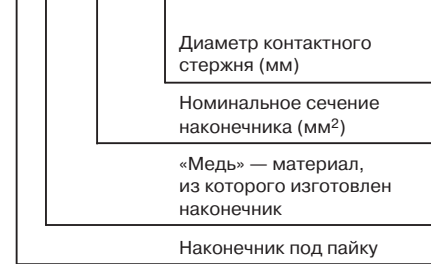 Диаметр контактного
стержня (мм)
Номинальное сечение
наконечника (мм²)
«Медь» — материал,
из которого изготовлен
наконечник
Наконечник под пайку